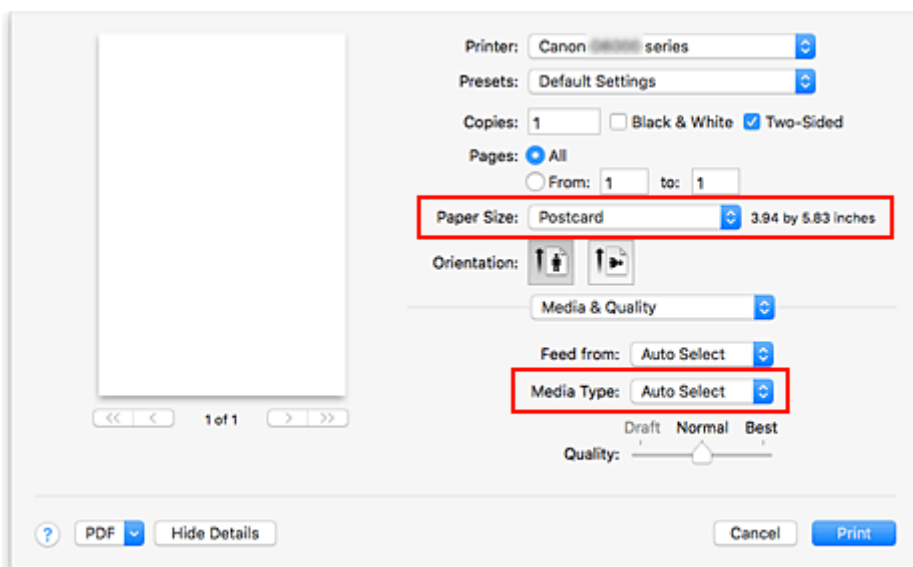 Printer: Canon series
Presets: Default Settings
Copies: 1 Black & White Two-Sided
Pages: All
From: 1 to: 1
Paper Size: Postcard 3.94 by 5.83 inches
Orientation:
Media & Quality
Feed from: Auto Select
Media Type: Auto Select
<< < 1 of 1 > >>
Draft Normal Best
Quality:
? PDF Hide Details Cancel Print